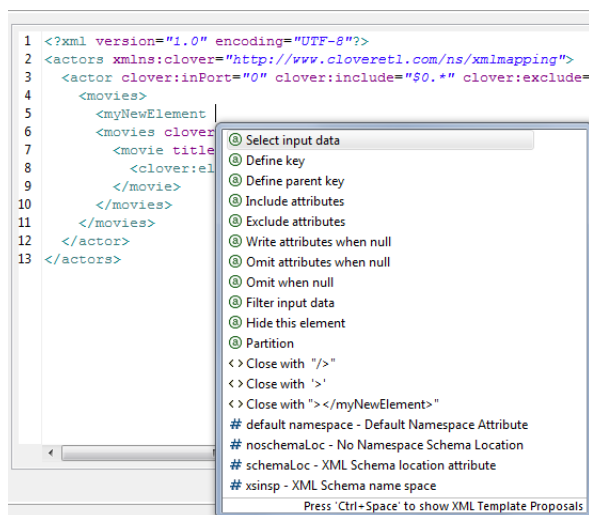 1 <?xml version="1.0" encoding="UTF-8"?>
2 <actors xmlns:clover="http://www.cloveretl.com/ns/xmlmapping">
3 <actor clover:inPort="0" clover:include="$0.*" clover:exclude=
4 <movies>
5 <myNewElement
6 <movies clover
7 <movie title
8 <clover:el
9 </movie>
10 </movies>
11 </movies>
12 </actor>
13 </actors>
@ Select input data
@ Define key
@ Define parent key
@ Include attributes
@ Exclude attributes
@ Write attributes when null
@ Omit attributes when null
@ Omit when null
@ Filter input data
@ Hide this element
@ Partition
<> Close with "/>"
<> Close with '>'
<> Close with "></myNewElement>"
# default namespace - Default Namespace Attribute
# noschemaLoc - No Namespace Schema Location
# schemaLoc - XML Schema location attribute
# xsinsp - XML Schema name space
Press 'Ctrl+Space' to show XML Template Proposals